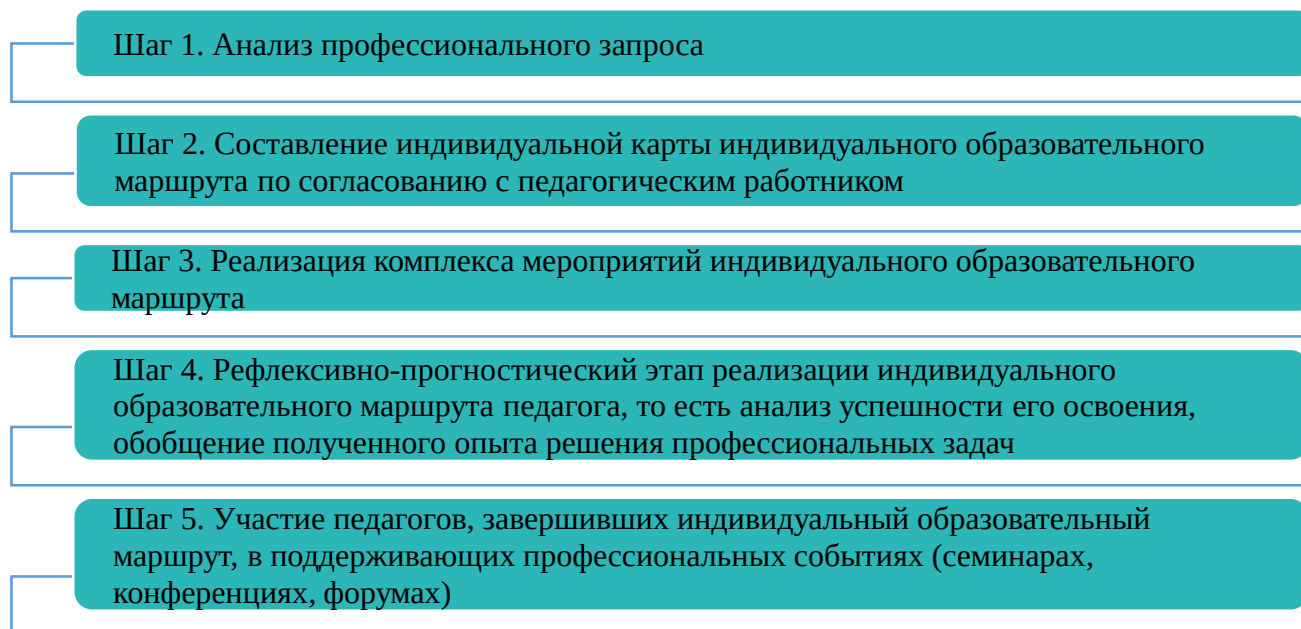 Шаг 1. Анализ профессионального запроса
Шаг 2. Составление индивидуальной карты индивидуального образовательного
маршрута по согласованию с педагогическим работником
Шаг 3. Реализация комплекса мероприятий индивидуального образовательного
маршрута
Шаг 4. Рефлексивно-прогностический этап реализации индивидуального
образовательного маршрута педагога, то есть анализ успешности его освоения,
обобщение полученного опыта решения профессиональных задач
Шаг 5. Участие педагогов, завершивших индивидуальный образовательный
маршрут, в поддерживающих профессиональных событиях (семинарах,
конференциях, форумах)